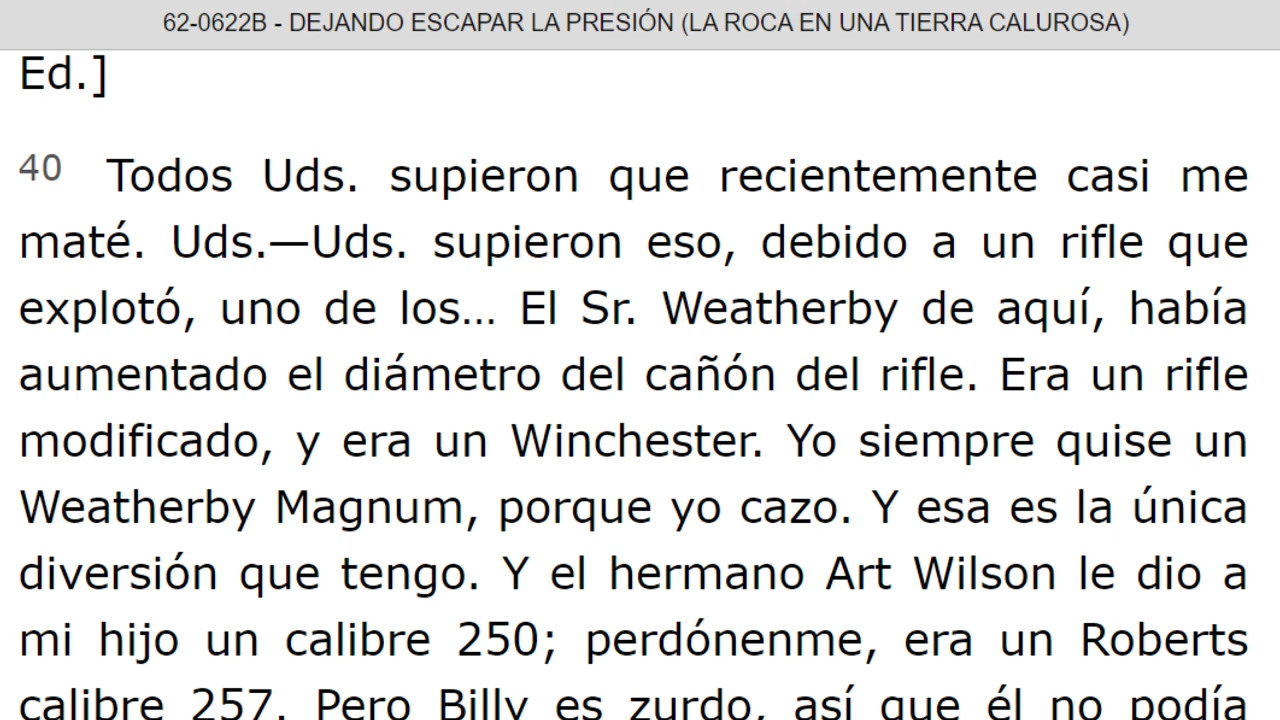 62-0622B - DEJANDO ESCAPAR LA PRESIÓN (LA ROCA EN UNA TIERRA CALUROSA)
Ed.]
40 Todos Uds. supieron que recientemente casi me
maté. Uds.—Uds. supieron eso, debido a un rifle que
explotó, uno de los… El Sr. Weatherby de aquí, había
aumentado el diámetro del cañón del rifle. Era un rifle
modificado, y era un Winchester. Yo siempre quise un
Weatherby Magnum, porque yo cazo. Y esa es la única
diversión que tengo. Y el hermano Art Wilson le dio a
mi hijo un calibre 250; perdónenme, era un Roberts
calibre 257. Pero Billy es zurdo, así que él no podía